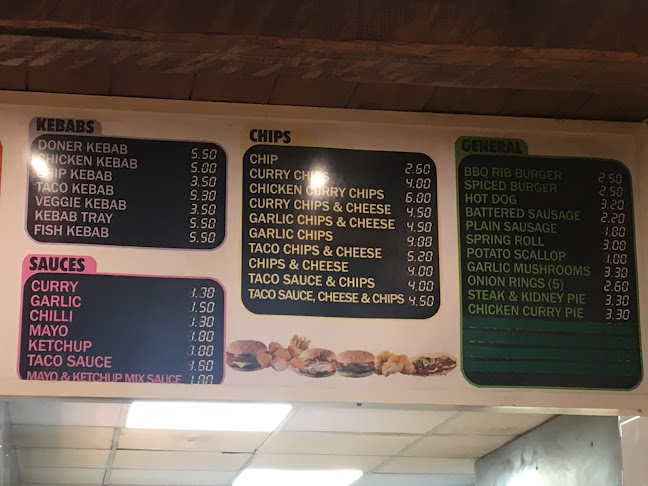 KEBABS
DONER KEBAB 5.50
CHICKEN KEBAB 5.00
CHIP KEBAB 3.50
TACO KEBAB 5.30
VEGGIE KEBAB 3.50
KEBAB TRAY 5.50
FISH KEBAB 5.50
SAUCES
CURRY 1.30
GARLIC 1.50
CHILLI 1.30
MAYO 1.00
KETCHUP 3.00
TACO SAUCE 1.50
MAYO & KETCHUP MIX SAUCE 1.00
CHIPS
CHIP 2.60
CURRY CHIPS 4.00
CHICKEN CURRY CHIPS 6.00
CURRY CHIPS & CHEESE 4.50
GARLIC CHIPS & CHEESE 4.50
GARLIC CHIPS 9.00
TACO CHIPS & CHEESE 5.20
CHIPS & CHEESE 4.00
TACO SAUCE & CHIPS 4.00
TACO SAUCE, CHEESE & CHIPS 4.50
GENERAL
BBQ RIB BURGER 2.50
SPICED BURGER 2.50
HOT DOG 3.20
BATTERED SAUSAGE 2.20
PLAIN SAUSAGE 1.00
SPRING ROLL 3.00
POTATO SCALLOP 1.00
GARLIC MUSHROOMS 3.30
ONION RINGS (5) 2.60
STEAK & KIDNEY PIE 3.30
CHICKEN CURRY PIE 3.30